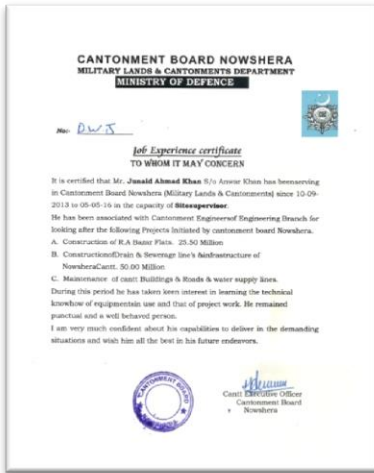 CANTONMENT BOARD NOWSHERA
MILITARY LANDS & CANTONMENTS DEPARTMENT
MINISTRY OF DEFENCE
No:- D.W.J
Job Experience certificate
TO WHOM IT MAY CONCERN
It is certified that Mr. Junaid Ahmad Khan S/o Anwar Khan has beenserving
in Cantonment Board Nowshera (Military Lands & Cantonments) since 10-09-
2013 to 05-05-16 in the capacity of Sitesupervisor.
He has been associated with Cantonment Engineersof Engineering Branch for
looking after the following Projects Initiated by cantonment board Nowshera.
A. Construction of R.A Bazar Flats. 25.50 Million
B. ConstructionofDrain & Sewerage line's &infrastructure of
NowsheraCantt. 50.00 Million
C. Maintenance of cantt Buildings & Roads & water supply lines.
During this period he has taken keen interest in learning the technical
knowhow of equipmentsin use and that of project work. He remained
punctual and a well behaved person.
I am very much confident about his capabilities to deliver in the demanding
situations and wish him all the best in his future endeavors.
CANTONMENT BOARD
Cantt Executive Officer
Cantonment Board
Nowshera